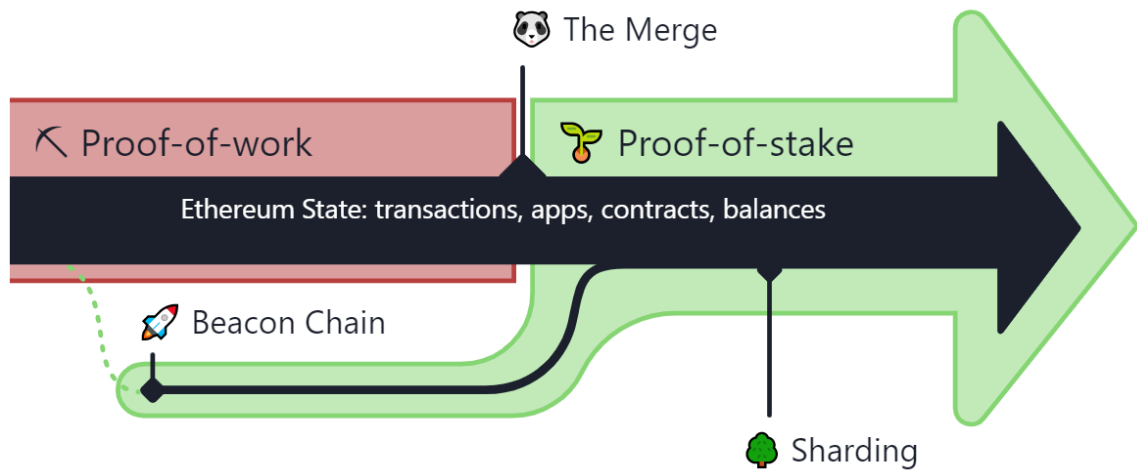 The Merge
Proof-of-work
Proof-of-stake
Ethereum State: transactions, apps, contracts, balances
Beacon Chain
Sharding